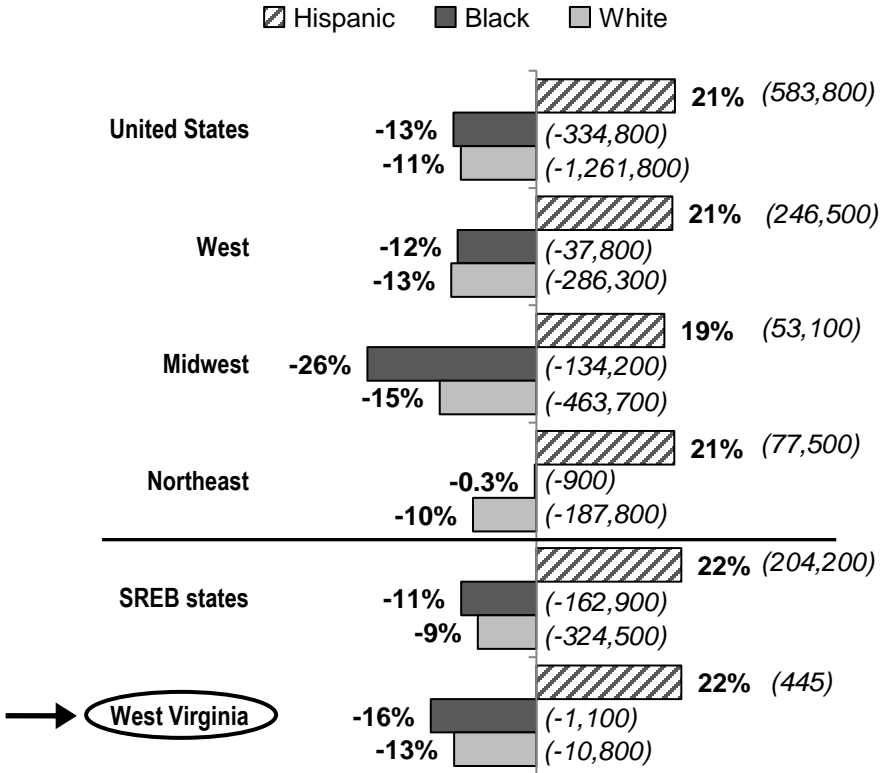 Hispanic Black White
21% (583,800)
United States -13% (-334,800)
-11% (-1,261,800)
21% (246,500)
West -12% (-37,800)
-13% (-286,300)
19% (53,100)
Midwest -26% (-134,200)
-15% (-463,700)
21% (77,500)
Northeast -0.3% (-900)
-10% (-187,800)
22% (204,200)
SREB states -11% (-162,900)
-9% (-324,500)
22% (445)
West Virginia -16% (-1,100)
-13% (-10,800)